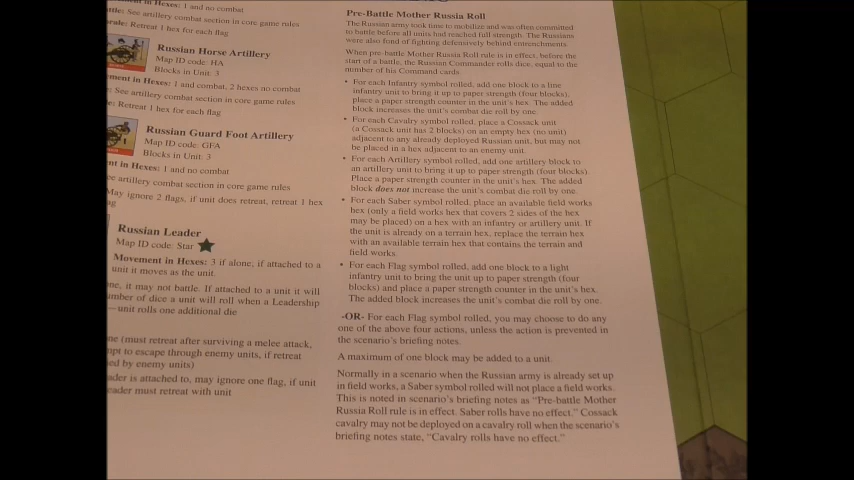 ment in Hexes: 1 and no combat
ttle: See artillery combat section in core game rules
rale: Retreat 1 hex for each flag
Russian Horse Artillery
Map ID code: HA
Blocks in Unit: 3
ement in Hexes: 1 and combat, 2 hexes no combat
: See artillery combat section in core game rules
le: Retreat 1 hex for each flag
Russian Guard Foot Artillery
Map ID code: GFA
Blocks in Unit: 3
nt in Hexes: 1 and no combat
ee artillery combat section in core game rules
May ignore 2 flags, if unit does retreat, retreat 1 hex
ag
Russian Leader
Map ID code: Star
Movement in Hexes: 3 if alone, if attached to a
unit it moves as the unit.
ne, it may not battle. If attached to a unit it will
umber of dice a unit will roll when a Leadership
—unit rolls one additional die
ne (must retreat after surviving a melee attack,
upt to escape through enemy units, if retreat
ed by enemy units)
ader is attached to, may ignore one flag, if unit
eader must retreat with unit
Pre-Battle Mother Russia Roll
The Russian army took time to mobilize and was often committed
to battle before all units had reached full strength. The Russians
were also fond of fighting defensively behind entrenchments.
When pre-battle Mother Russia Roll rule is in effect, before the
start of a battle, the Russian Commander rolls dice, equal to the
number of his Command cards.
• For each Infantry symbol rolled, add one block to a line
infantry unit to bring it up to paper strength (four blocks),
place a paper strength counter in the unit's hex. The added
block increases the unit's combat die roll by one.
• For each Cavalry symbol rolled, place a Cossack unit
(a Cossack unit has 2 blocks) on an empty hex (no unit)
adjacent to any already deployed Russian unit, but may not
be placed in a hex adjacent to an enemy unit.
• For each Artillery symbol rolled, add one artillery block to
an artillery unit to bring it up to paper strength (four blocks).
Place a paper strength counter in the unit's hex. The added
block does not increase the unit's combat die roll by one.
• For each Saber symbol rolled, place an available field works
hex (only a field works hex that covers 2 sides of the hex
may be placed) on a hex with an infantry or artillery unit. If
the unit is already on a terrain hex, replace the terrain hex
with an available terrain hex that contains the terrain and
field works.
• For each Flag symbol rolled, add one block to a light
infantry unit to bring the unit up to paper strength (four
blocks) and place a paper strength counter in the unit's hex.
The added block increases the unit's combat die roll by one.
-OR- For each Flag symbol rolled, you may choose to do any
one of the above four actions, unless the action is prevented in
the scenario's briefing notes.
A maximum of one block may be added to a unit.
Normally in a scenario when the Russian army is already set up
in field works, a Saber symbol rolled will not place a field works.
This is noted in scenario's briefing notes as “Pre-battle Mother
Russia Roll rule is in effect. Saber rolls have no effect.” Cossack
cavalry may not be deployed on a cavalry roll when the scenario's
briefing notes state, “Cavalry rolls have no effect.”